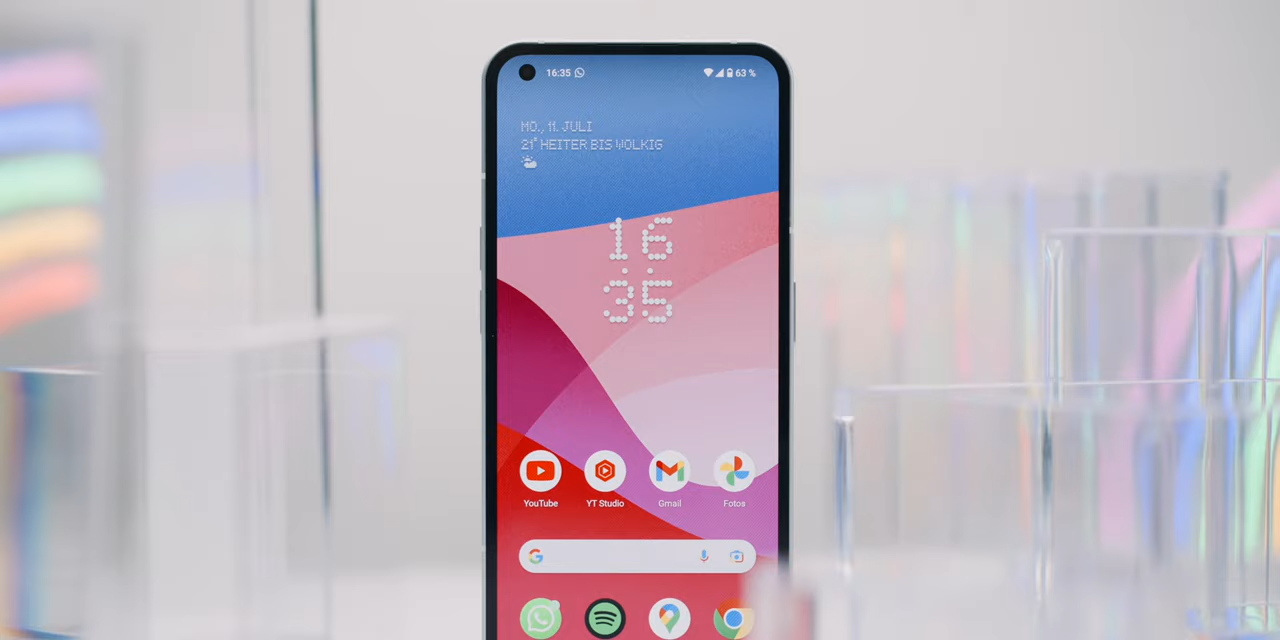 16:35 63 %
MO., 11. JULI
21° HEITER BIS WOLKIG
16
35
YouTube YT Studio Gmail Fotos